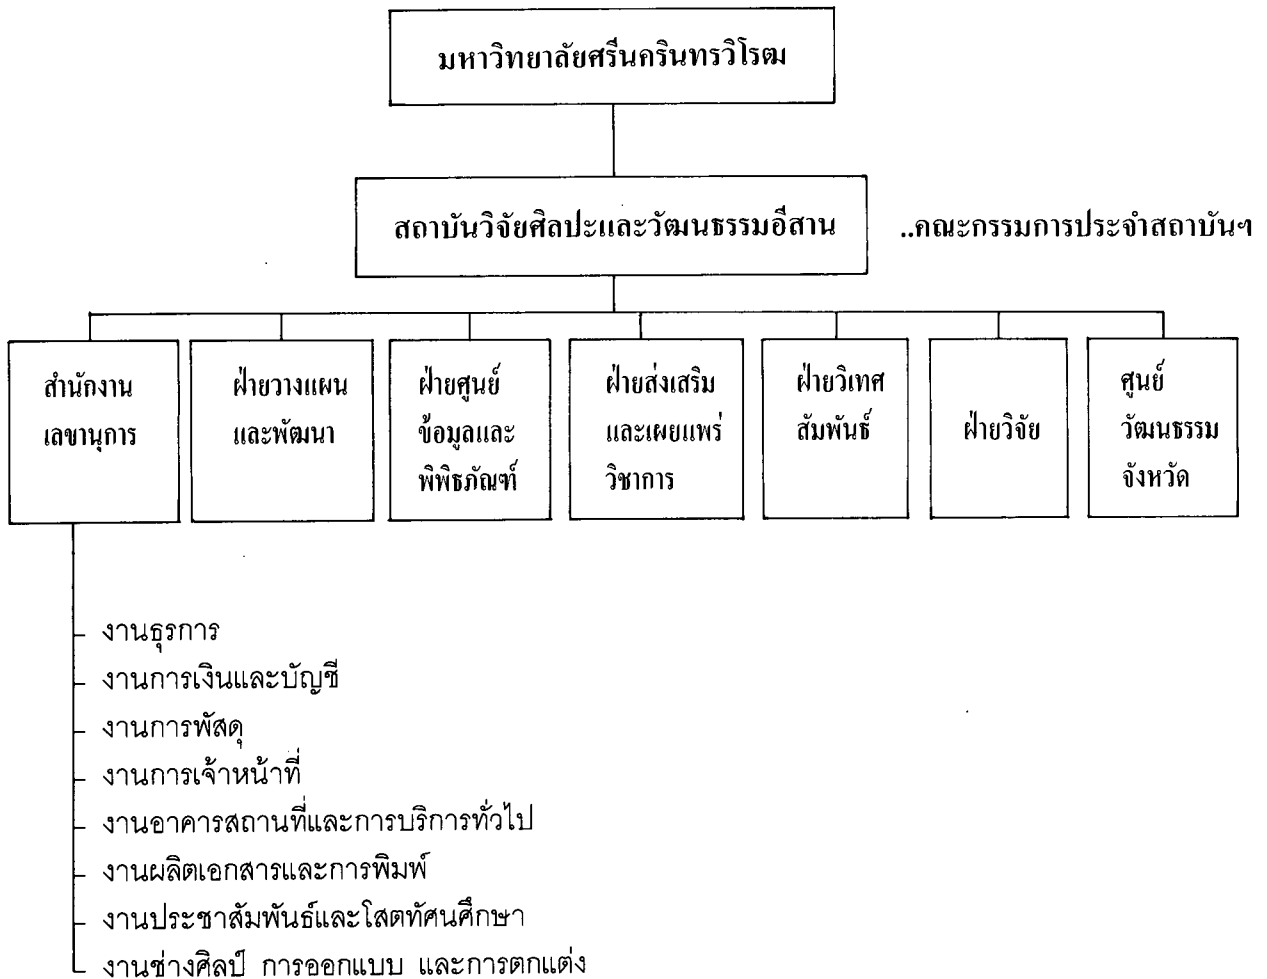 มหาวิทยาลัยศรีนครินทรวิโรฒ
สถาบันวิจัยศิลปะและวัฒนธรรมอีสาน
..คณะกรรมการประจำสถาบันฯ
สำนักงาน
เลขานุการ
ฝ่ายวางแผน
และพัฒนา
ฝ่ายศูนย์
ข้อมูลและ
พิพิธภัณฑ์
ฝ่ายส่งเสริม
และเผยแพร่
วิชาการ
ฝ่ายวิเทศ
สัมพันธ์
ฝ่ายวิจัย
ศูนย์
วัฒนธรรม
จังหวัด
- งานธุรการ
- งานการเงินและบัญชี
- งานการพัสดุ
- งานการเจ้าหน้าที่
- งานอาคารสถานที่และการบริการทั่วไป
- งานผลิตเอกสารและการพิมพ์
- งานประชาสัมพันธ์และโสตทัศนศึกษา
- งานช่างศิลป์ การออกแบบ และการตกแต่ง